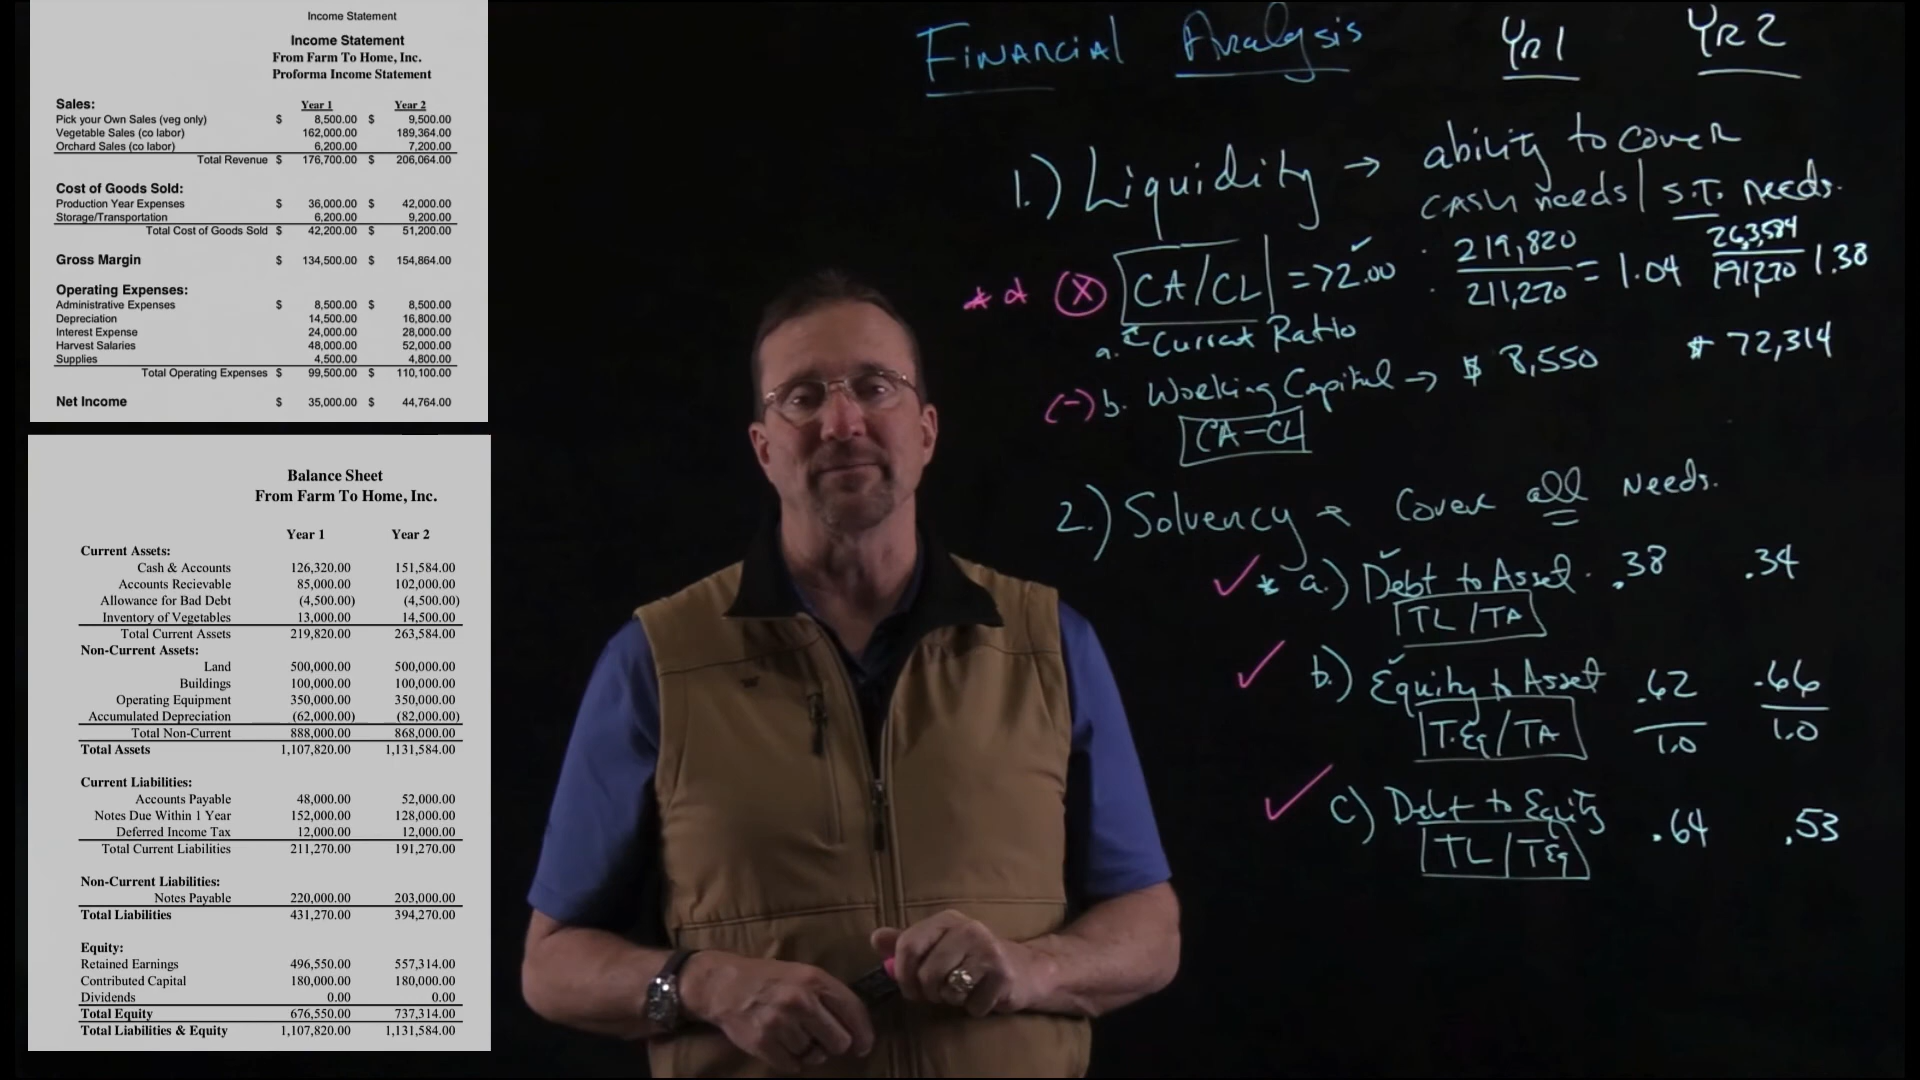 Income Statement
Income Statement
From Farm To Home, Inc.
Proforma Income Statement
Sales: Year 1 Year 2
Pick your Own Sales (veg only) $ 8,500.00 $ 9,500.00
Vegetable Sales (co labor) 162,000.00 189,364.00
Orchard Sales (co labor) 6,200.00 7,200.00
Total Revenue $ 176,700.00 $ 206,064.00
Cost of Goods Sold:
Production Year Expenses $ 36,000.00 $ 42,000.00
Storage/Transportation 6,200.00 9,200.00
Total Cost of Goods Sold $ 42,200.00 $ 51,200.00
Gross Margin $ 134,500.00 $ 154,864.00
Operating Expenses:
Administrative Expenses $ 8,500.00 $ 8,500.00
Depreciation 14,500.00 16,800.00
Interest Expense 24,000.00 28,000.00
Harvest Salaries 48,000.00 52,000.00
Supplies 4,500.00 4,800.00
Total Operating Expenses $ 99,500.00 $ 110,100.00
Net Income $ 35,000.00 $ 44,764.00
Balance Sheet
From Farm To Home, Inc.
Year 1 Year 2
Current Assets:
Cash & Accounts 126,320.00 151,584.00
Accounts Recievable 85,000.00 102,000.00
Allowance for Bad Debt (4,500.00) (4,500.00)
Inventory of Vegetables 13,000.00 14,500.00
Total Current Assets 219,820.00 263,584.00
Non-Current Assets:
Land 500,000.00 500,000.00
Buildings 100,000.00 100,000.00
Operating Equipment 350,000.00 350,000.00
Accumulated Depreciation (62,000.00) (82,000.00)
Total Non-Current 888,000.00 868,000.00
Total Assets 1,107,820.00 1,131,584.00
Current Liabilities:
Accounts Payable 48,000.00 52,000.00
Notes Due Within 1 Year 152,000.00 128,000.00
Deferred Income Tax 12,000.00 12,000.00
Total Current Liabilities 211,270.00 191,270.00
Non-Current Liabilities:
Notes Payable 220,000.00 203,000.00
Total Liabilities 431,270.00 394,270.00
Equity:
Retained Earnings 496,550.00 557,314.00
Contributed Capital 180,000.00 180,000.00
Dividends 0.00 0.00
Total Equity 676,550.00 737,314.00
Total Liabilities & Equity 1,107,820.00 1,131,584.00
Financial Analysis YR1 YR2
1.) Liquidity → ability to cover
cash needs/ S.T. needs.
(X) CA/CL = >2.00 219,820 / 211,270 = 1.04 263,584 / 191,270 1.38
a. Current Ratio
(-) b. Working Capital → $ 8,550 $ 72,314
CA-CL
2.) Solvency Cover all Needs.
a.) Debt to Asset .38 .34
TL/TA
b.) Equity to Asset .62 / 1.0 .66 / 1.0
T.Eq/TA
c) Debt to Equity .64 .53
TL/TEq